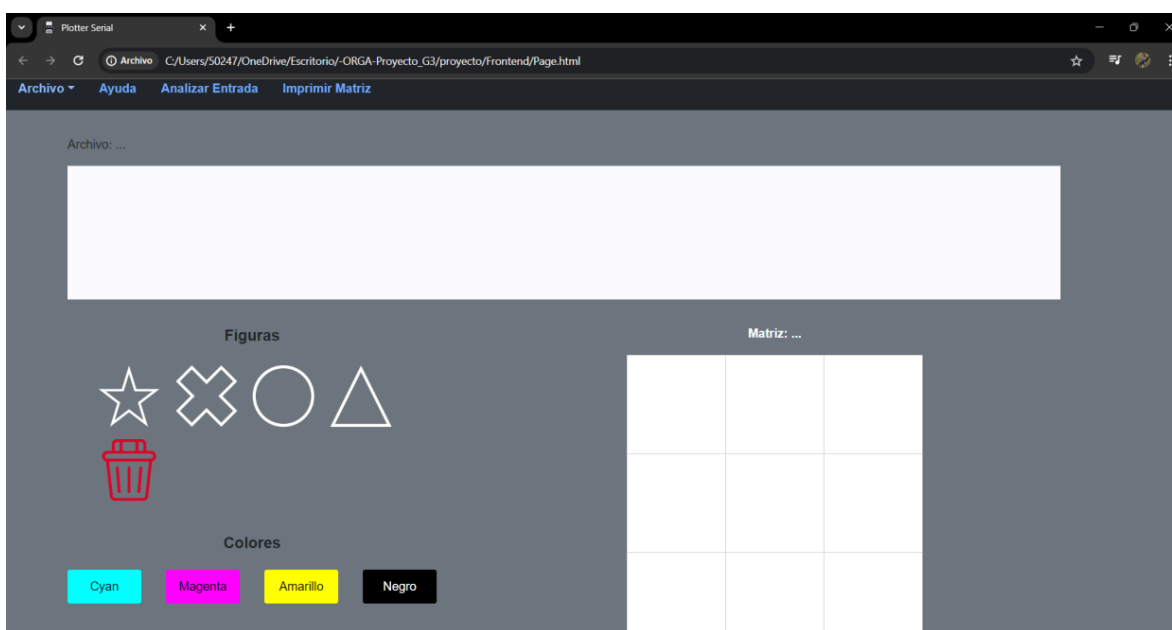 Plotter Serial
Archivo C:/Users/50247/OneDrive/Escritorio/-ORGA-Proyecto_G3/proyecto/Frontend/Page.html
Archivo Ayuda Analizar Entrada Imprimir Matriz
Archivo: ...
Figuras
Matriz: ...
Colores
Cyan Magenta Amarillo Negro